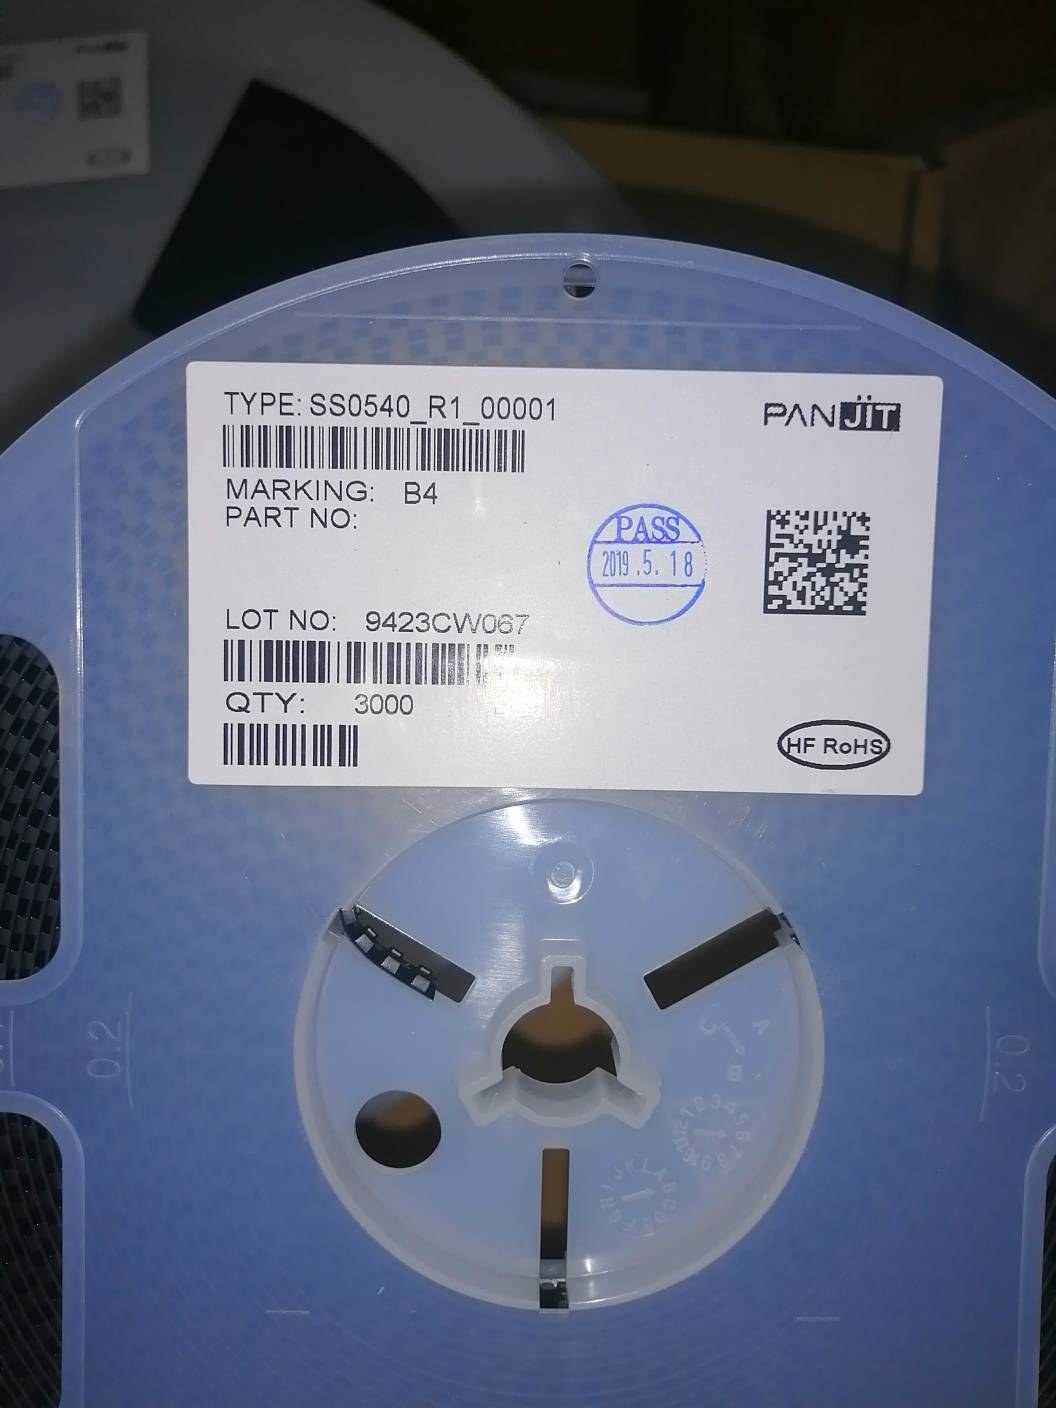 TYPE: SS0540_R1_00001
PANJIT
MARKING: B4
PART NO:
PASS
2019.5.18
LOT NO: 9423CW067
QTY: 3000
HF RoHS
0.2
0.2